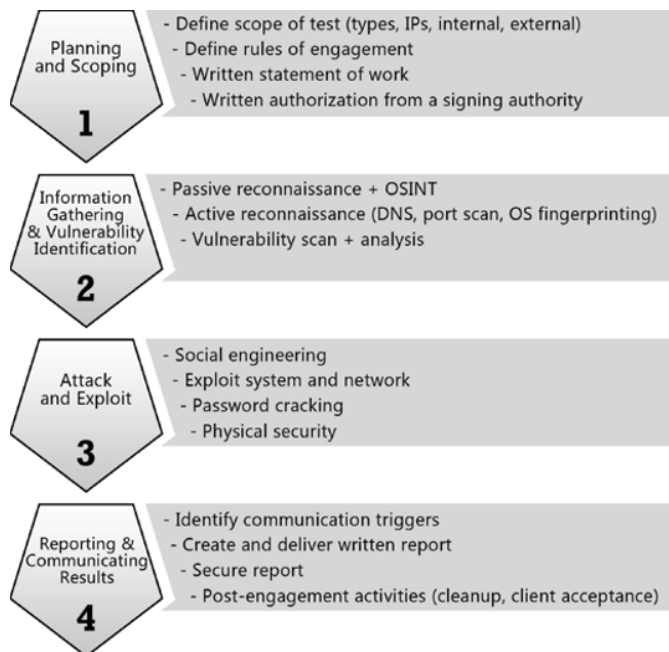 Planning
and Scoping
1
- Define scope of test (types, IPs, internal, external)
- Define rules of engagement
- Written statement of work
- Written authorization from a signing authority
Information
Gathering
& Vulnerability
Identification
2
- Passive reconnaissance + OSINT
- Active reconnaissance (DNS, port scan, OS fingerprinting)
- Vulnerability scan + analysis
Attack
and Exploit
3
- Social engineering
- Exploit system and network
- Password cracking
- Physical security
Reporting &
Communicating
Results
4
- Identify communication triggers
- Create and deliver written report
- Secure report
- Post-engagement activities (cleanup, client acceptance)